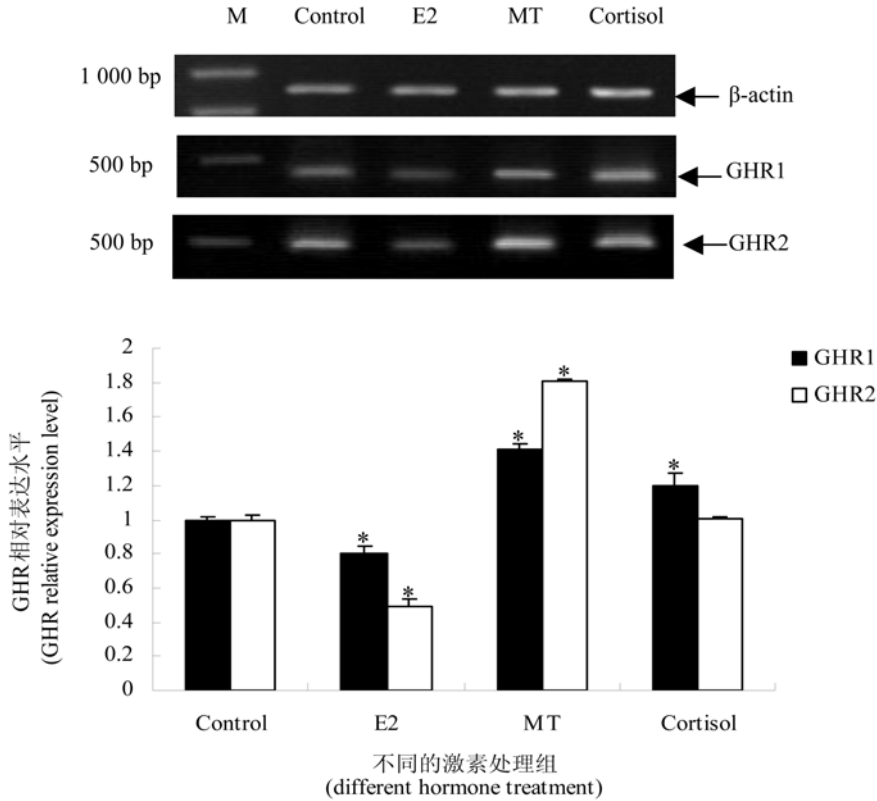 M Control E2 MT Cortisol
1 000 bp
β-actin
500 bp
GHR1
500 bp
GHR2
GHR相对表达水平
(GHR relative expression level)
2
1.8
1.6
1.4
1.2
1
0.8
0.6
0.4
0.2
0
* * * * *
GHR1
GHR2
Control E2 MT Cortisol
不同的激素处理组
(different hormone treatment)